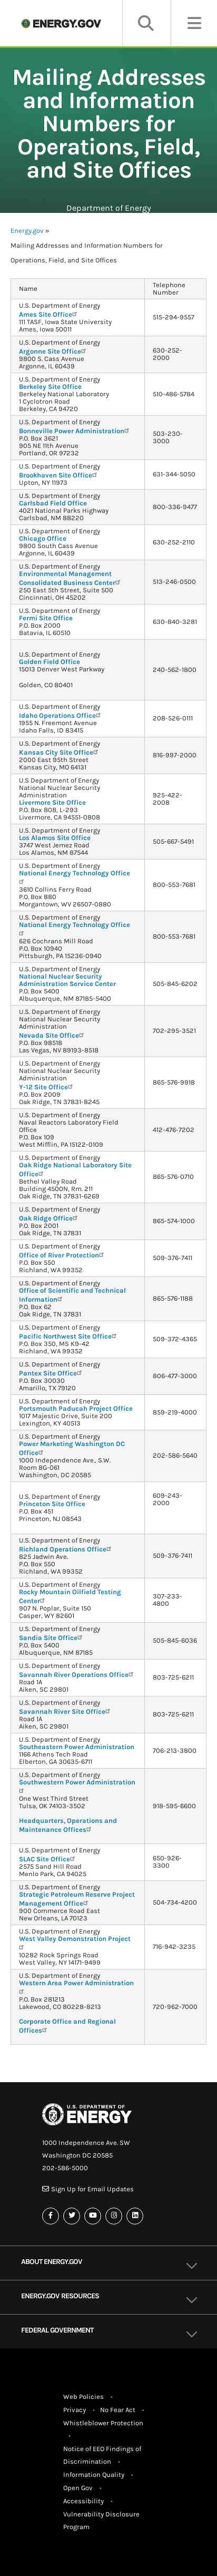 ENERGY.GOV
Mailing Addresses
and Information
Numbers for
Operations, Field,
and Site Offices
Department of Energy
Energy.gov »
Mailing Addresses and Information Numbers for
Operations, Field, and Site Offices
Name
Telephone
Number
U.S. Department of Energy
Ames Site Office
111 TASF, Iowa State University
Ames, Iowa 50011
515-294-9557
U.S. Department of Energy
Argonne Site Office
9800 S. Cass Avenue
Argonne, IL 60439
630-252-
2000
U.S. Department of Energy
Berkeley Site Office
Berkeley National Laboratory
1 Cyclotron Road
Berkeley, CA 94720
510-486-5784
U.S. Department of Energy
Bonneville Power Administration
P.O. Box 3621
905 NE 11th Avenue
Portland, OR 97232
503-230-
3000
U.S. Department of Energy
Brookhaven Site Office
Upton, NY 11973
631-344-5050
U.S. Department of Energy
Carlsbad Field Office
4021 National Parks Highway
Carlsbad, NM 88220
800-336-9477
U.S. Department of Energy
Chicago Office
9800 South Cass Avenue
Argonne, IL 60439
630-252-2110
U.S. Department of Energy
Environmental Management
Consolidated Business Center
250 East 5th Street, Suite 500
Cincinnati, OH 45202
513-246-0500
U.S. Department of Energy
Fermi Site Office
P.O. Box 2000
Batavia, IL 60510
630-840-3281
U.S. Department of Energy
Golden Field Office
15013 Denver West Parkway
Golden, CO 80401
240-562-1800
U.S. Department of Energy
Idaho Operations Office
1955 N. Freemont Avenue
Idaho Falls, ID 83415
208-526-0111
U.S. Department of Energy
Kansas City Site Office
2000 East 95th Street
Kansas City, MO 64131
816-997-2000
U.S Department of Energy
National Nuclear Security
Administration
Livermore Site Office
P.O. Box 808, L-293
Livermore, CA 94551-0808
925-422-
2008
U.S. Department of Energy
Los Alamos Site Office
3747 West Jemez Road
Los Alamos, NM 87544
505-667-5491
U.S. Department of Energy
National Energy Technology Office
3610 Collins Ferry Road
P.O. Box 880
Morgantown, WV 26507-0880
800-553-7681
U.S. Department of Energy
National Energy Technology Office
626 Cochrans Mill Road
P.O. Box 10940
Pittsburgh, PA 15236-0940
800-553-7681
U.S. Department of Energy
National Nuclear Security
Administration Service Center
P.O. Box 5400
Albuquerque, NM 87185-5400
505-845-6202
U.S. Department of Energy
National Nuclear Security
Administration
Nevada Site Office
P.O. Box 98518
Las Vegas, NV 89193-8518
702-295-3521
U.S. Department of Energy
National Nuclear Security
Administration
Y-12 Site Office
P.O. Box 2009
Oak Ridge, TN 37831-8245
865-576-9918
U.S. Department of Energy
Naval Reactors Laboratory Field
Office
P.O. Box 109
West Mifflin, PA 15122-0109
412-476-7202
U.S. Department of Energy
Oak Ridge National Laboratory Site
Office
Bethel Valley Road
Building 4500N, Rm. 211
Oak Ridge, TN 37831-6269
865-576-0710
U.S. Department of Energy
Oak Ridge Office
P.O. Box 2001
Oak Ridge, TN 37831
865-574-1000
U.S. Department of Energy
Office of River Protection
P.O. Box 550
Richland, WA 99352
509-376-7411
U.S. Department of Energy
Office of Scientific and Technical
Information
P.O. Box 62
Oak Ridge, TN 37831
865-576-1188
U.S. Department of Energy
Pacific Northwest Site Office
P.O. Box 350, MS K9-42
Richland, WA 99352
509-372-4365
U.S. Department of Energy
Pantex Site Office
P.O. Box 30030
Amarillo, TX 79120
806-477-3000
U.S. Department of Energy
Portsmouth Paducah Project Office
1017 Majestic Drive, Suite 200
Lexington, KY 40513
859-219-4000
U.S. Department of Energy
Power Marketing Washington DC
Office
1000 Independence Ave., S.W.
Room 8G-061
Washington, DC 20585
202-586-5640
U.S. Department of Energy
Princeton Site Office
P.O. Box 451
Princeton, NJ 08543
609-243-
2000
U.S. Department of Energy
Richland Operations Office
825 Jadwin Ave.
P.O. Box 550
Richland, WA 99352
509-376-7411
U.S. Department of Energy
Rocky Mountain Oilfield Testing
Center
907 N. Poplar, Suite 150
Casper, WY 82601
307-233-
4800
U.S. Department of Energy
Sandia Site Office
P.O. Box 5400
Albuquerque, NM 87185
505-845-6036
U.S. Department of Energy
Savannah River Operations Office
Road 1A
Aiken, SC 29801
803-725-6211
U.S. Department of Energy
Savannah River Site Office
Road 1A
Aiken, SC 29801
803-725-6211
U.S. Department of Energy
Southeastern Power Administration
1166 Athens Tech Road
Elberton, GA 30635-6711
706-213-3800
U.S. Department of Energy
Southwestern Power Administration
One West Third Street
Tulsa, OK 74103-3502
Headquarters, Operations and
Maintenance Offices
918-595-6600
U.S. Department of Energy
SLAC Site Office
2575 Sand Hill Road
Menlo Park, CA 94025
650-926-
3300
U.S. Department of Energy
Strategic Petroleum Reserve Project
Management Office
900 Commerce Road East
New Orleans, LA 70123
504-734-4200
U.S. Department of Energy
West Valley Demonstration Project
10282 Rock Springs Road
West Valley, NY 14171-9499
716-942-3235
U.S. Department of Energy
Western Area Power Administration
P.O. Box 281213
Lakewood, CO 80228-8213
Corporate Office and Regional
Offices
720-962-7000
U.S. DEPARTMENT OF
ENERGY
1000 Independence Ave. SW
Washington DC 20585
202-586-5000
Sign Up for Email Updates
ABOUT ENERGY.GOV
ENERGY.GOV RESOURCES
FEDERAL GOVERNMENT
Web Policies •
Privacy • No Fear Act •
Whistleblower Protection
•
Notice of EEO Findings of
Discrimination •
Information Quality •
Open Gov •
Accessibility •
Vulnerability Disclosure
Program